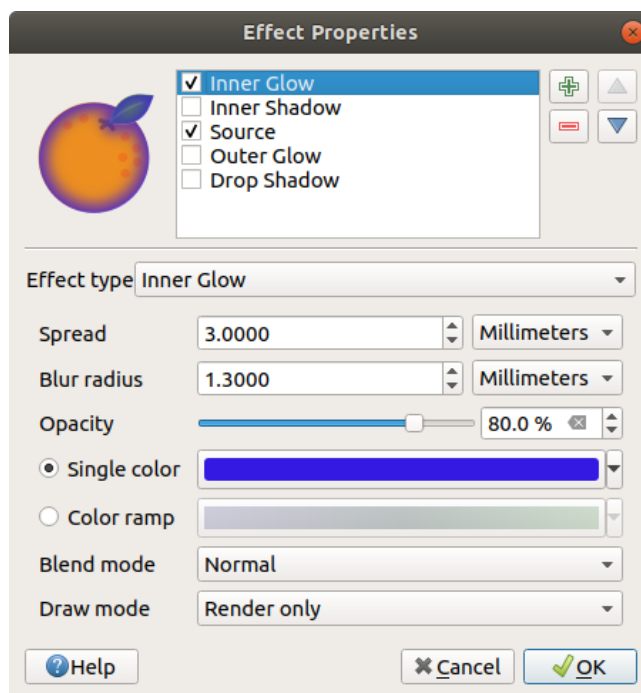 Effect Properties
Inner Glow
Inner Shadow
Source
Outer Glow
Drop Shadow
Effect type Inner Glow
Spread 3.0000 Millimeters
Blur radius 1.3000 Millimeters
Opacity 80.0 %
Single color
Color ramp
Blend mode Normal
Draw mode Render only
Help Cancel OK